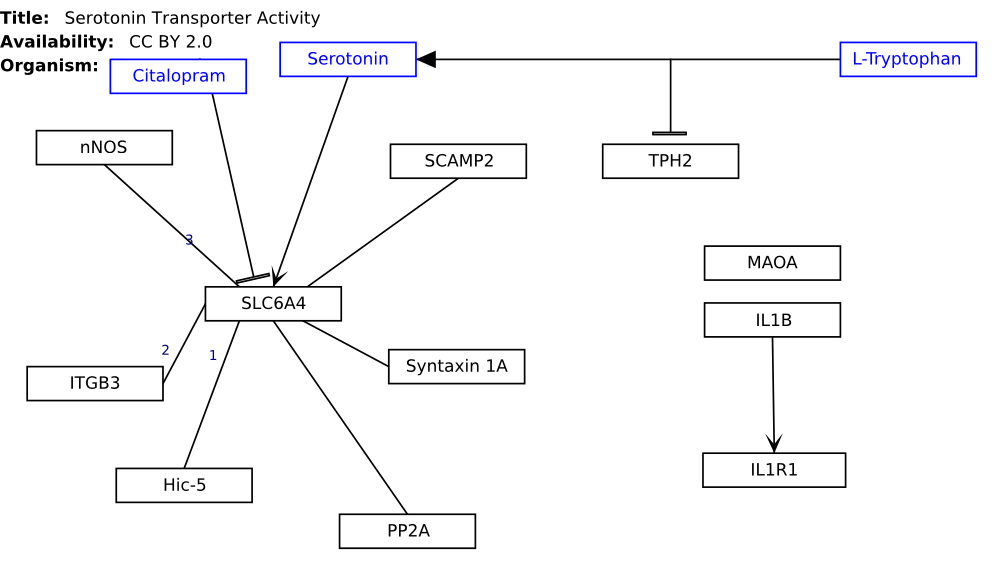 Title: Serotonin Transporter Activity
Availability: CC BY 2.0
Organism:
Citalopram
Serotonin
L-Tryptophan
nNOS
SCAMP2
TPH2
3
MAOA
SLC6A4
IL1B
2
1
Syntaxin 1A
ITGB3
IL1R1
Hic-5
PP2A